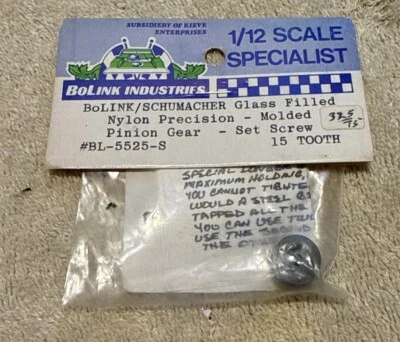 SUBSIDIARY OF KIEVE
ENTERPRISES
1/12 SCALE
SPECIALIST
BoLINK INDUSTRIES
BoLINK/SCHUMACHER Glass Filled
Nylon Precision - Molded
Pinion Gear - Set Screw
#BL-5525-S 15 TOOTH
SPECIAL
MAXIMUM HOLDING,
YOU CANNOT TIGHTE
WOULD A STEEL
TAPPED ALL THE
YOU CAN USE
USE THE SECOND
THE